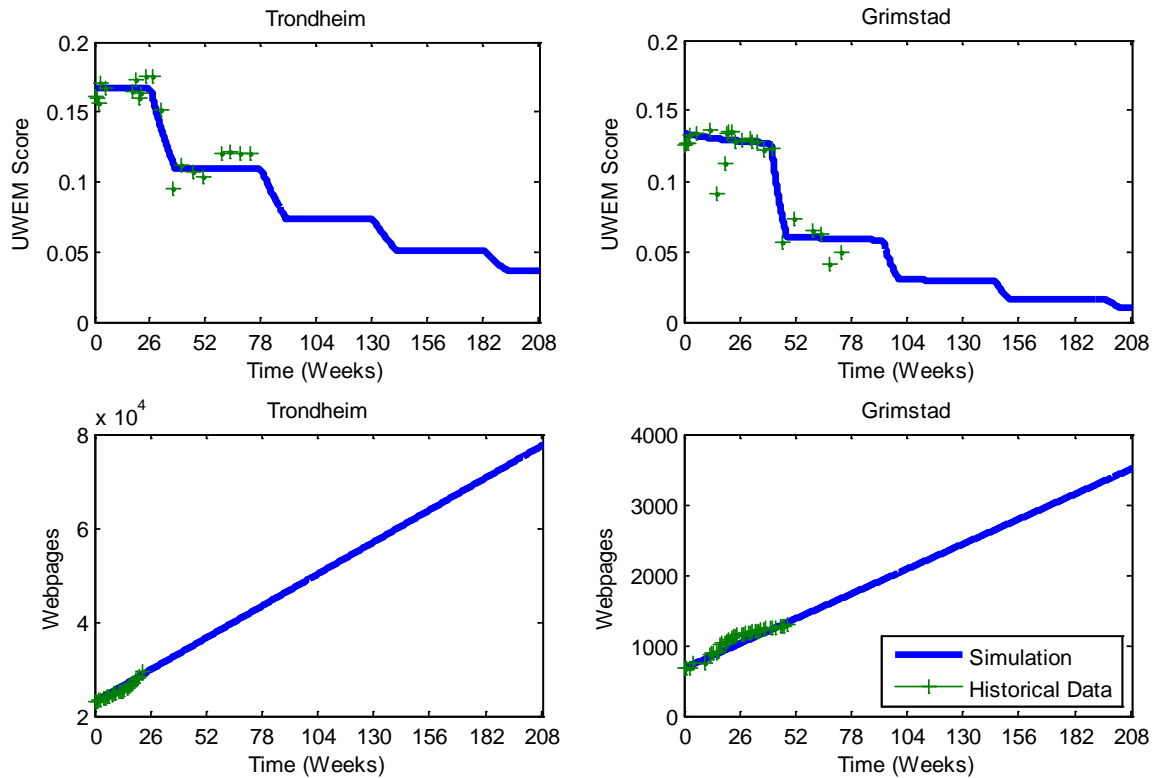 Trondheim
0.2
0.15
0.1
0.05
0
UWEM Score
0 26 52 78 104 130 156 182 208
Time (Weeks)
Grimstad
0.2
0.15
0.1
0.05
0
UWEM Score
0 26 52 78 104 130 156 182 208
Time (Weeks)
x 10^4
Trondheim
8
6
4
2
Webpages
0 26 52 78 104 130 156 182 208
Time (Weeks)
Grimstad
4000
3000
2000
1000
0
Webpages
Simulation
Historical Data
0 26 52 78 104 130 156 182 208
Time (Weeks)